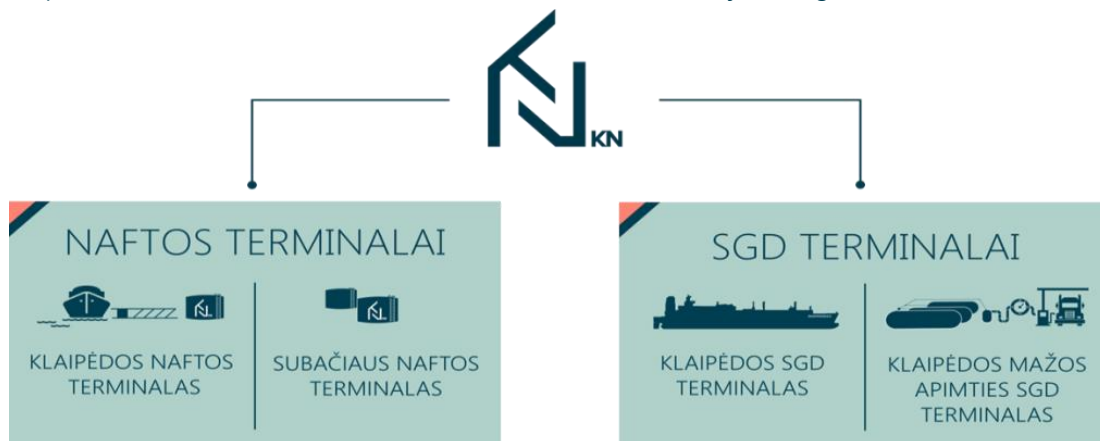 KN
NAFTOS TERMINALAI
KLAIPĖDOS NAFTOS
TERMINALAS
SUBAČIAUS NAFTOS
TERMINALAS
SGD TERMINALAI
KLAIPĖDOS SGD
TERMINALAS
KLAIPĖDOS MAŽOS
APIMTIES SGD
TERMINALAS